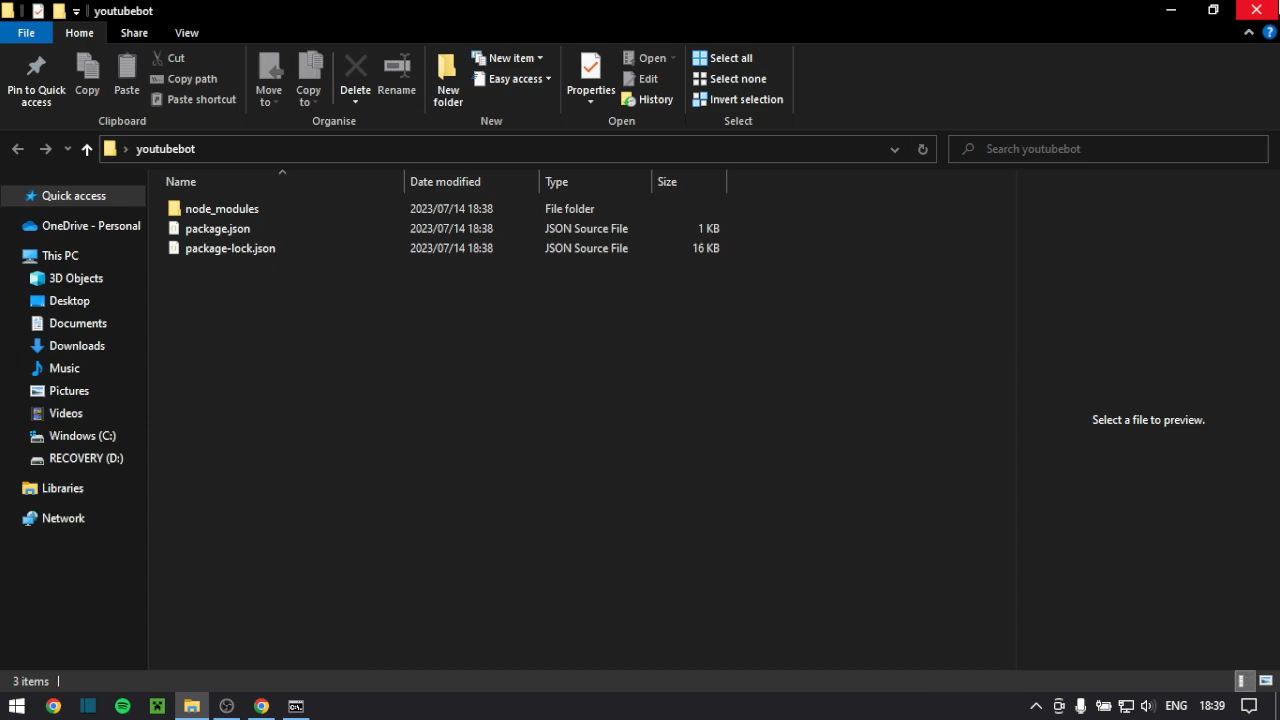 youtubebot
File Home Share View
Pin to Quick access
Copy
Paste
Cut
Copy path
Paste shortcut
Clipboard
Move to
Copy to
Delete
Rename
Organise
New folder
New item
Easy access
New
Properties
Open
Edit
History
Open
Select all
Select none
Invert selection
Select
youtubebot
Search youtubebot
Name Date modified Type Size
node_modules 2023/07/14 18:38 File folder
package.json 2023/07/14 18:38 JSON Source File 1 KB
package-lock.json 2023/07/14 18:38 JSON Source File 16 KB
Quick access
OneDrive - Personal
This PC
3D Objects
Desktop
Documents
Downloads
Music
Pictures
Videos
Windows (C:)
RECOVERY (D:)
Libraries
Network
Select a file to preview.
3 items
ENG 18:39